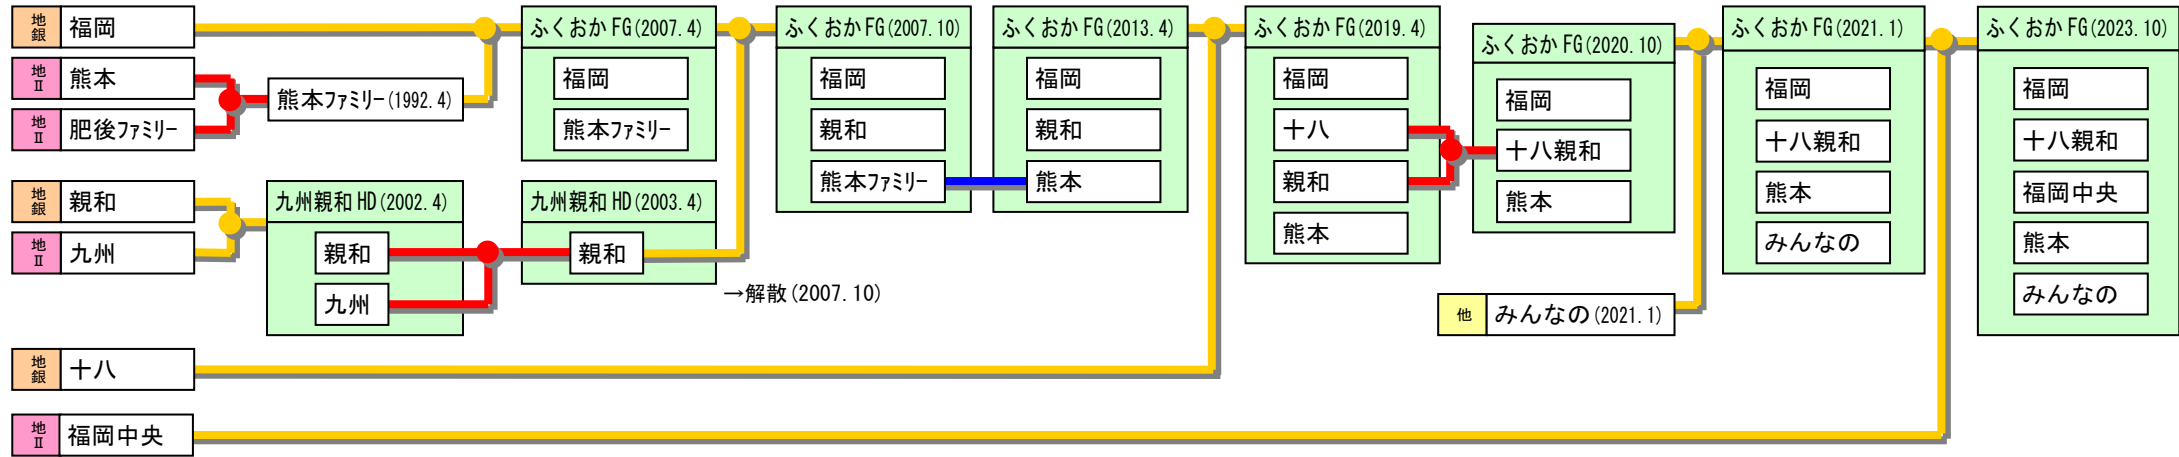 地銀 福岡
地Ⅱ 熊本
地Ⅱ 肥後ファミリー
熊本ファミリー(1992.4)
地銀 親和
地Ⅱ 九州
九州親和HD(2002.4)
親和
九州
九州親和HD(2003.4)
親和
→解散(2007.10)
ふくおかFG(2007.4)
福岡
熊本ファミリー
ふくおかFG(2007.10)
福岡
親和
熊本ファミリー
ふくおかFG(2013.4)
福岡
親和
熊本
地銀 十八
ふくおかFG(2019.4)
福岡
十八
親和
熊本
ふくおかFG(2020.10)
福岡
十八親和
熊本
他 みんなの(2021.1)
ふくおかFG(2021.1)
福岡
十八親和
熊本
みんなの
地Ⅱ 福岡中央
ふくおかFG(2023.10)
福岡
十八親和
福岡中央
熊本
みんなの